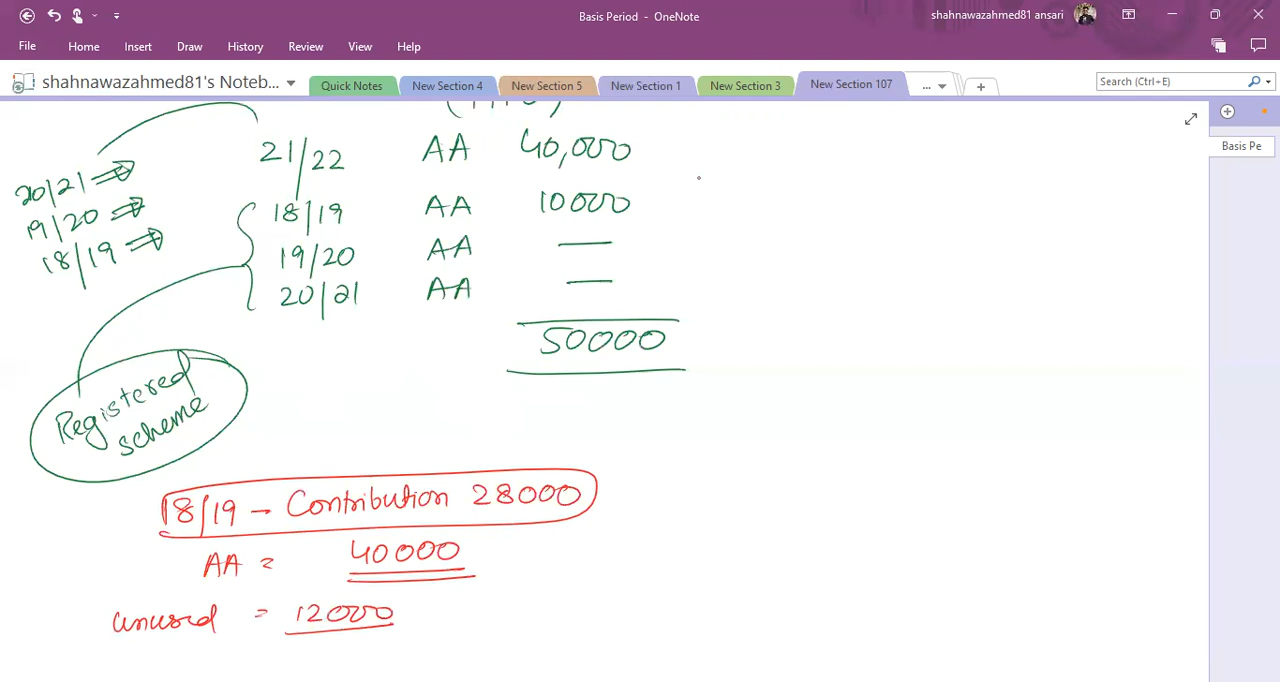 Basis Period - OneNote
shahnawazahmed81 ansari
File Home Insert Draw History Review View Help
shahnawazahmed81's Noteb...
Quick Notes
New Section 4
New Section 5
New Section 1
New Section 3
New Section 107
...
Search (Ctrl+E)
Basis Pe
21/22 AA 40,000
20/21
18/19 AA 10000
19/20
19/20 AA —
18/19
20/21 AA —
50000
Registered
scheme
18/19 - Contribution 28000
AA = 40000
unused = 12000